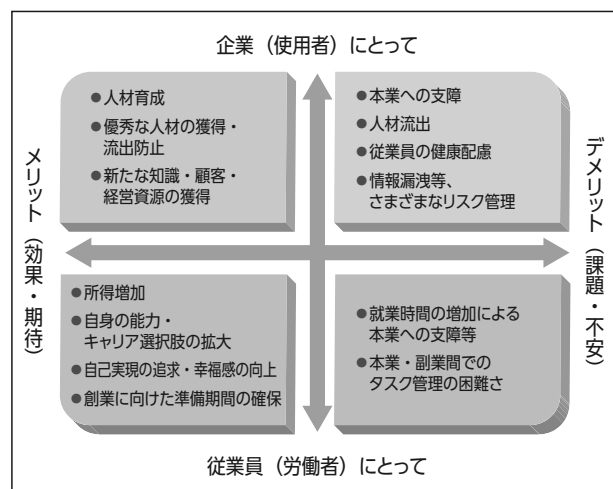 企業（使用者）にとって
●人材育成
●優秀な人材の獲得・
流出防止
●新たな知識・顧客・
経営資源の獲得
●本業への支障
●人材流出
●従業員の健康配慮
●情報漏洩等、
さまざまなリスク管理
メリット（効果・期待）
デメリット（課題・不安）
●所得増加
●自身の能力・
キャリア選択肢の拡大
●自己実現の追求・幸福感の向上
●創業に向けた準備期間の確保
●就業時間の増加による
本業への支障等
●本業・副業間での
タスク管理の困難さ
従業員（労働者）にとって